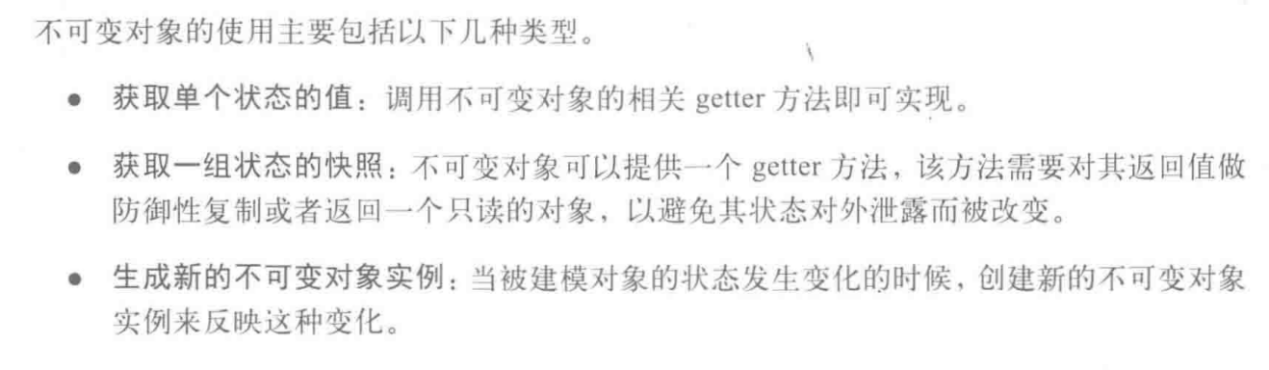 不可变对象的使用主要包括以下几种类型。
● 获取单个状态的值：调用不可变对象的相关 getter 方法即可实现。
● 获取一组状态的快照：不可变对象可以提供一个 getter 方法，该方法需要对其返回值做
防御性复制或者返回一个只读的对象，以避免其状态对外泄露而被改变。
● 生成新的不可变对象实例：当被建模对象的状态发生变化的时候，创建新的不可变对象
实例来反映这种变化。